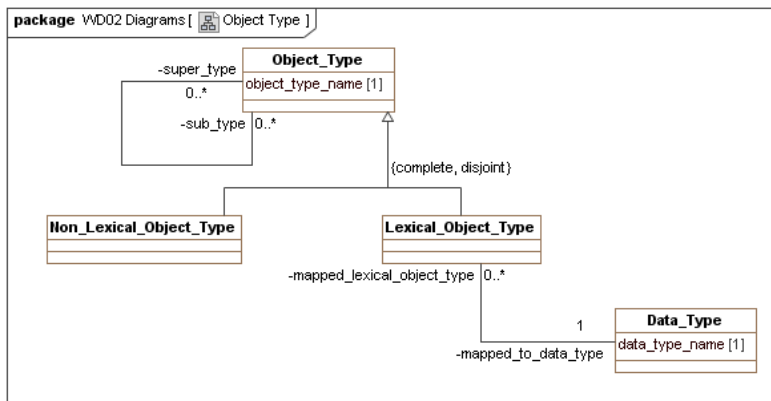 package WD02 Diagrams [ Object Type ]
Object_Type
-super_type
object_type_name [1]
0..*
-sub_type 0..*
{complete, disjoint}
Non_Lexical_Object_Type
Lexical_Object_Type
-mapped_lexical_object_type 0..*
1
Data_Type
data_type_name [1]
-mapped_to_data_type